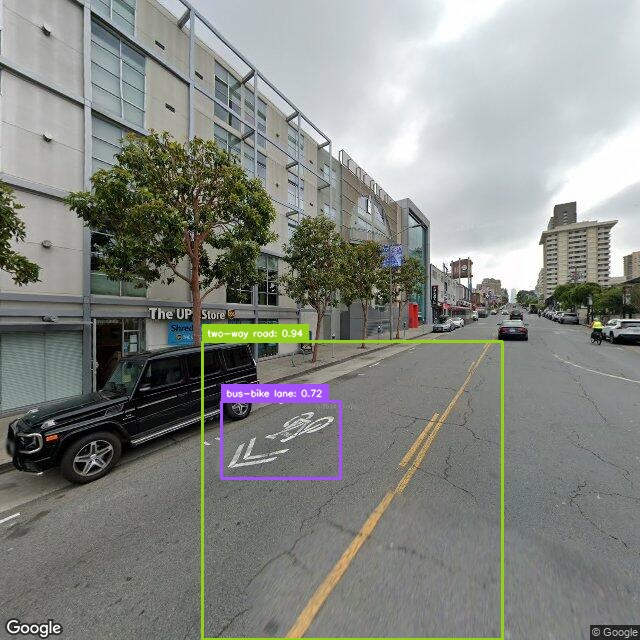 The UPS Store
Shred
two-way road: 0.94
bus-bike lane: 0.72
Google
© Google